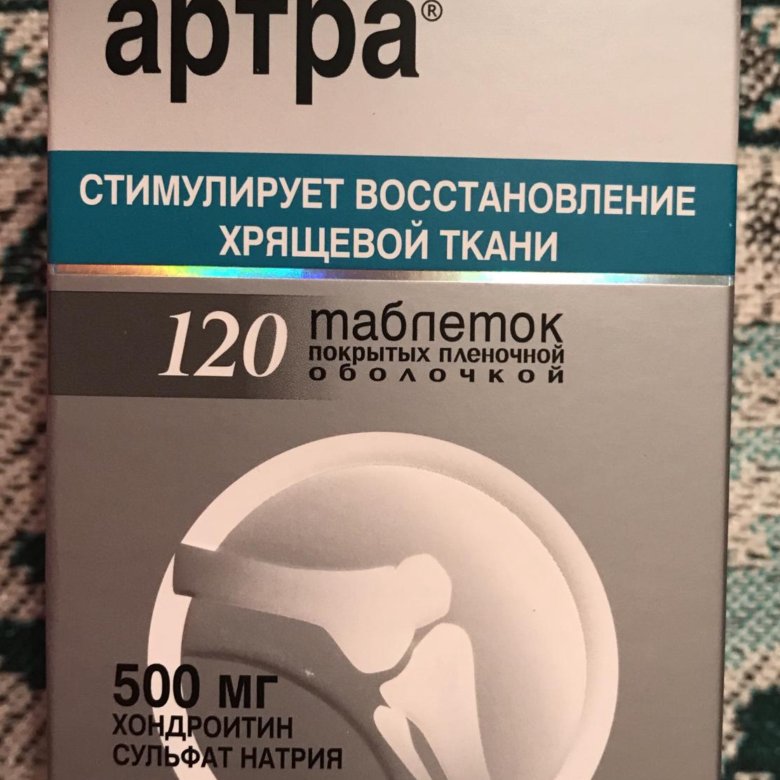 артра®
СТИМУЛИРУЕТ ВОССТАНОВЛЕНИЕ
ХРЯЩЕВОЙ ТКАНИ
120 таблеток
покрытых пленочной
оболочкой
500 мг
ХОНДРОИТИН
СУЛЬФАТ НАТРИЯ